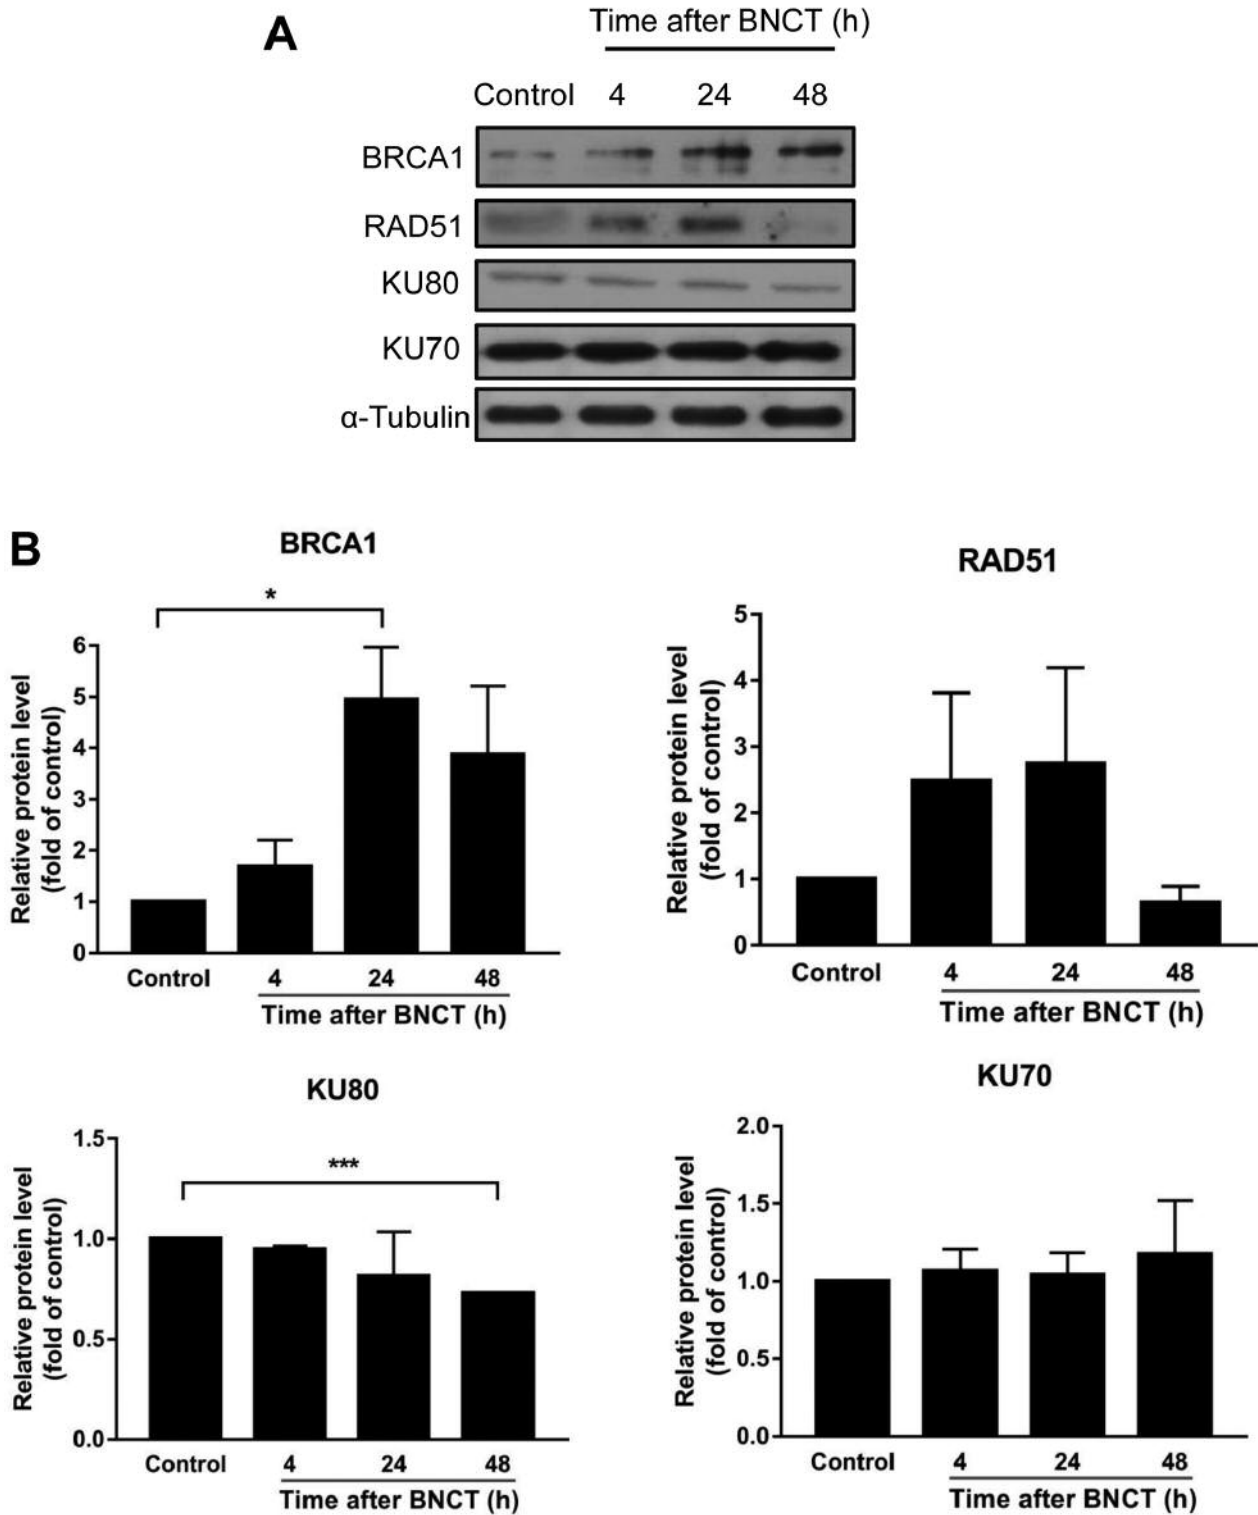 A
Time after BNCT (h)
Control 4 24 48
BRCA1
RAD51
KU80
KU70
α-Tubulin
B
BRCA1
*
Relative protein level
(fold of control)
6
5
4
3
2
1
0
Control 4 24 48
Time after BNCT (h)
RAD51
Relative protein level
(fold of control)
5
4
3
2
1
0
Control 4 24 48
Time after BNCT (h)
KU80
***
Relative protein level
(fold of control)
1.5
1.0
0.5
0.0
Control 4 24 48
Time after BNCT (h)
KU70
Relative protein level
(fold of control)
2.0
1.5
1.0
0.5
0.0
Control 4 24 48
Time after BNCT (h)